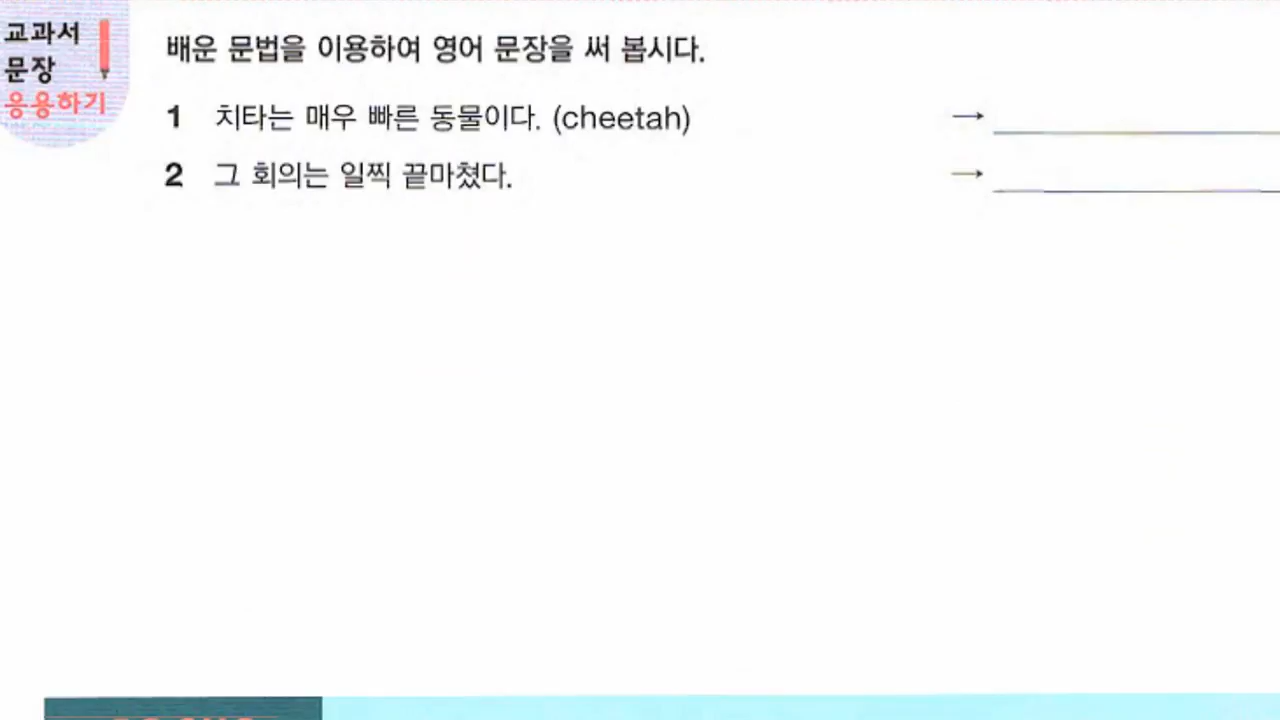 교과서
문장
응용하기
배운 문법을 이용하여 영어 문장을 써 봅시다.
1 치타는 매우 빠른 동물이다. (cheetah) →
2 그 회의는 일찍 끝마쳤다. →